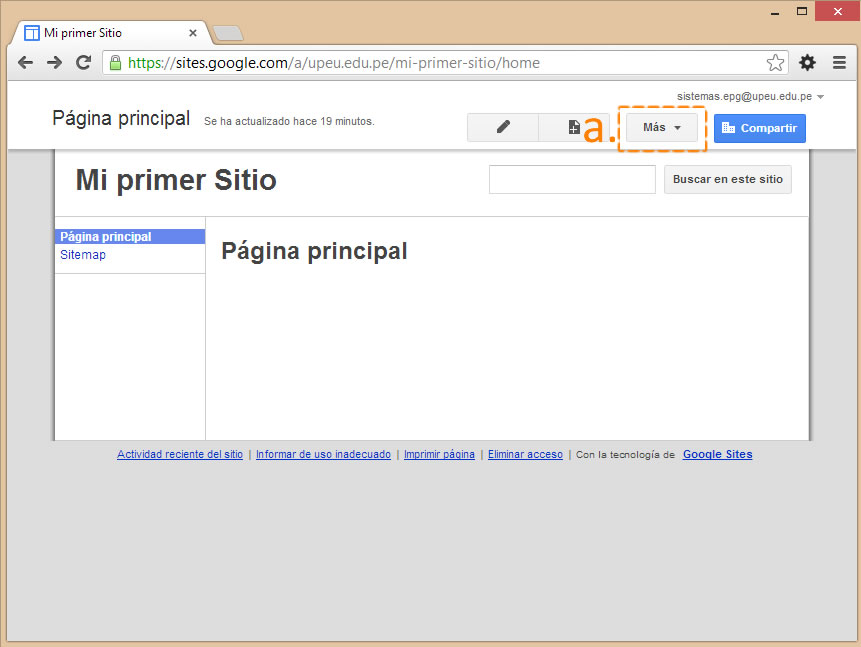 Mi primer Sitio
https://sites.google.com/a/upeu.edu.pe/mi-primer-sitio/home
sistemas.epg@upeu.edu.pe
Página principal Se ha actualizado hace 19 minutos.
a. Más Compartir
Mi primer Sitio
Buscar en este sitio
Página principal
Sitemap
Página principal
Actividad reciente del sitio | Informar de uso inadecuado | Imprimir página | Eliminar acceso | Con la tecnología de Google Sites